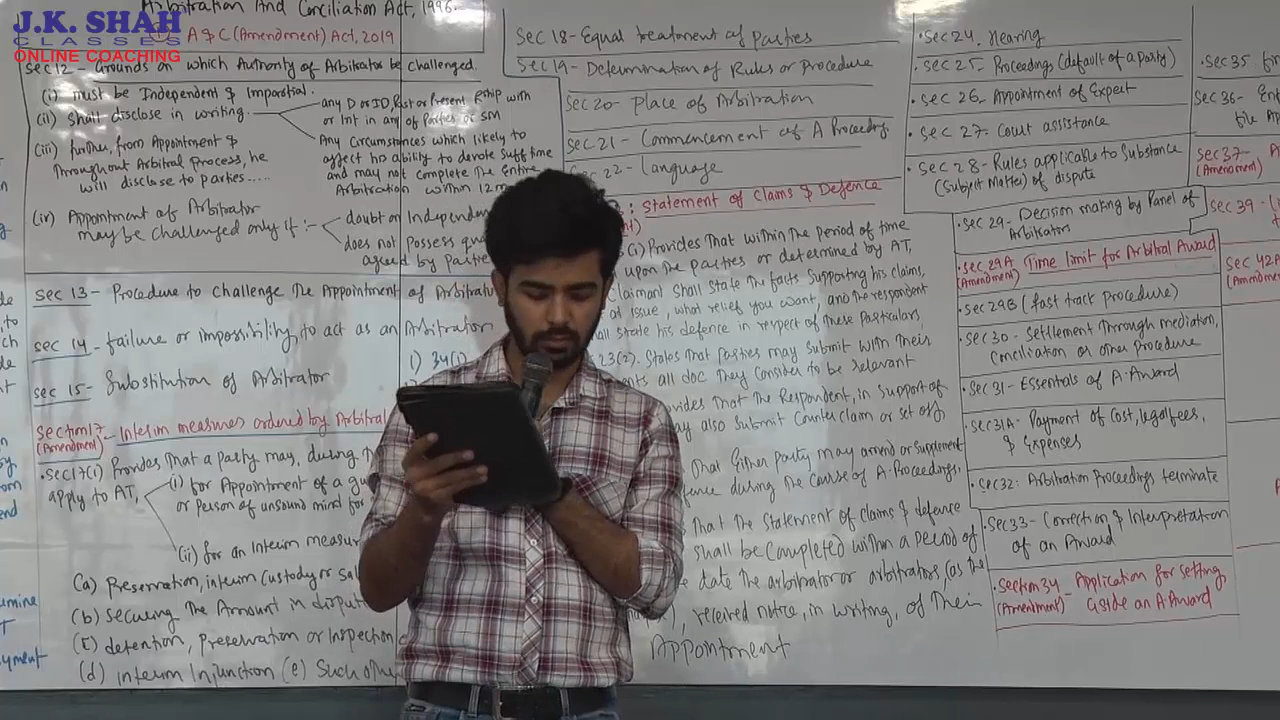 Arbitration And Conciliation Act, 1996.
J.K. SHAH
CLASSES
ONLINE COACHING
A & C (Amendment) Act, 2019
Sec 12 - Grounds on which Authority of Arbitrator be challenged.
(i) must be Independent & Impartial.
(ii) shall disclose in writing.
any D or ID, Past or Present with
or Int in any of Parties or SM
Any Circumstances which likely to
affect his ability to devote suff time
and may not complete the Entire
Arbitration within 12 m
(iii) further, from Appointment &
Throughout Arbitral Process, he
will disclose to parties.....
(iv) Appointment of Arbitrator
may be challenged only if :-
doubt on Independen
does not possess qu
agreed by partie
Sec 13 - Procedure to Challenge The Appointment of Arbitrato
Sec 14 - failure or impossibility, to act as an Arbitrator
1) 34(1)
Sec 15 - Substitution of Arbitrator
Section 17 - Interim measures ordered by Arbitral
(Amendment)
• Sec 17(1) Provides That a party may, during
apply to AT,
(i) for Appointment of a gu
or Person of unsound mind for
(ii) for an Interim measur
(a) Preservation, interim Custody or sal
(b) securing The Amount in dispute
(c) detention, Preservation or Inspection
(d) interim Injunction (e) Such other
Sec 18 - Equal treatment of Parties
Sec 19 - Determination of Rules or Procedure
Sec 20 - Place of Arbitration
Sec 21 - Commencement of A Proceedg
22 - Language
: Statement of Claims & Defence
(1) Provides That within the period of time
upon the parties or determined by AT,
Claimant Shall state the facts supporting his claims,
issue, what relief you want, and the respondent
state his defence in respect of These Particulars
23(2). States That parties may Submit with their
all doc They Consider to be relevant
vides That the Respondent, in Support of
also Submit Counterclaim or set off
That Either party may amend or Supplement
fence during the Course of A-Proceedings.
That The Statement of claims & defence
shall be (completed) within a period of
date the arbitrator or arbitrators, (as the
received notice, in writing, of Their
Appointment
• Sec 24. Hearing
• Sec 25 - Proceedings (default of a party)
• Sec 26 - Appointment of Expert
• Sec 27 - Court assistance
• Sec 28 - Rules applicable to Substance
(Subject Matter) of dispute
• Sec 29 - Decision making by Panel of
Arbitrators
• Sec 29A Time limit for Arbitral Award
(Amendment)
• Sec 29B (fast track Procedure)
• Sec 30 - Settlement Through mediation,
Conciliation or other Procedure
• Sec 31 - Essentials of A-Award
• Sec 31A - Payment of Cost, legal fees,
& Expenses
• Sec 32: Arbitration Proceedings terminate
• Sec 33 - Correction & Interpretation
of an Award
• Section 34 - Application for Setting
(Amendment) aside an A-Award
• Sec 35
Sec 36 -
Sec 37
(Amendment)
Sec 39 -
Sec 42A